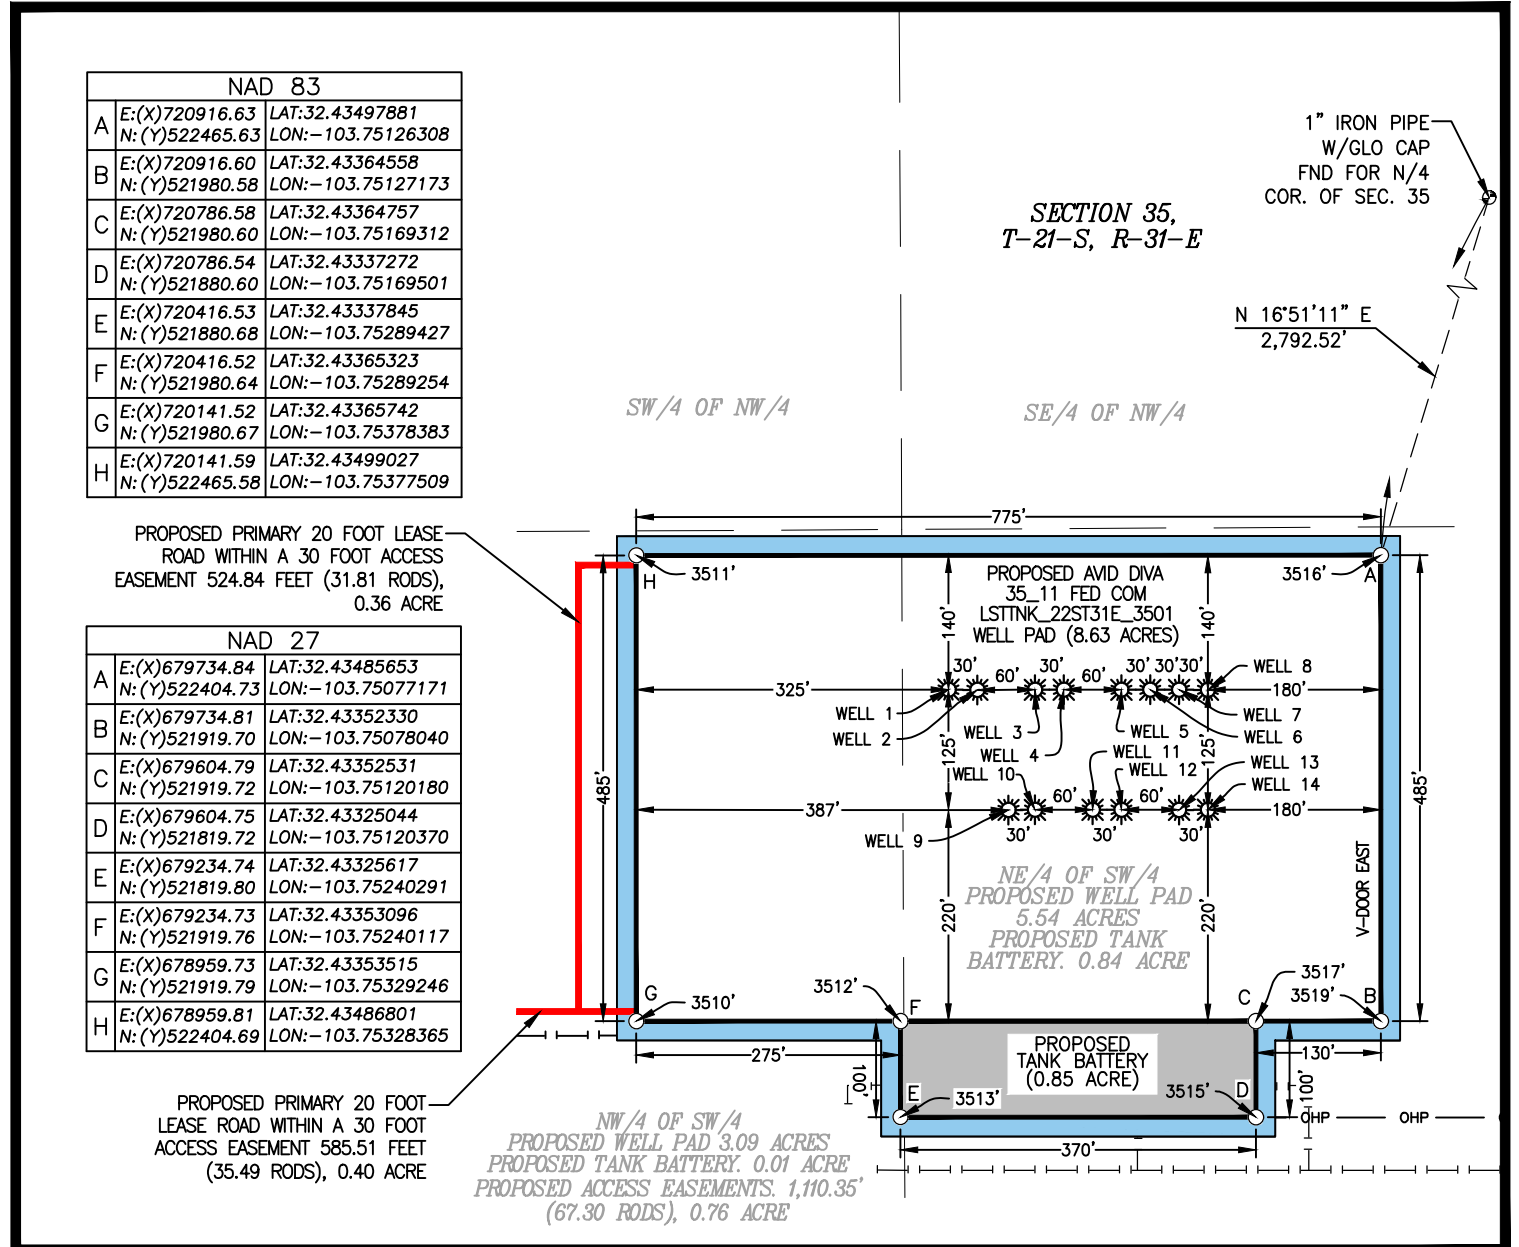 NAD 83
A E:(X)720916.63 LAT:32.43497881
N:(Y)522465.63 LON:-103.75126308
B E:(X)720916.60 LAT:32.43364558
N:(Y)521980.58 LON:-103.75127173
C E:(X)720786.58 LAT:32.43364757
N:(Y)521980.60 LON:-103.75169312
D E:(X)720786.54 LAT:32.43337272
N:(Y)521880.60 LON:-103.75169501
E E:(X)720416.53 LAT:32.43337845
N:(Y)521880.68 LON:-103.75289427
F E:(X)720416.52 LAT:32.43365323
N:(Y)521980.64 LON:-103.75289254
G E:(X)720141.52 LAT:32.43365742
N:(Y)521980.67 LON:-103.75378383
H E:(X)720141.59 LAT:32.43499027
N:(Y)522465.58 LON:-103.75377509
1" IRON PIPE
W/GLO CAP
FND FOR N/4
COR. OF SEC. 35
SECTION 35,
T-21-S, R-31-E
N 16°51'11" E
2,792.52'
SW/4 OF NW/4
SE/4 OF NW/4
PROPOSED PRIMARY 20 FOOT LEASE
ROAD WITHIN A 30 FOOT ACCESS
EASEMENT 524.84 FEET (31.81 RODS),
0.36 ACRE
NAD 27
A E:(X)679734.84 LAT:32.43485653
N:(Y)522404.73 LON:-103.75077171
B E:(X)679734.81 LAT:32.43352330
N:(Y)521919.70 LON:-103.75078040
C E:(X)679604.79 LAT:32.43352531
N:(Y)521919.72 LON:-103.75120180
D E:(X)679604.75 LAT:32.43325044
N:(Y)521819.72 LON:-103.75120370
E E:(X)679234.74 LAT:32.43325617
N:(Y)521819.80 LON:-103.75240291
F E:(X)679234.73 LAT:32.43353096
N:(Y)521919.76 LON:-103.75240117
G E:(X)678959.73 LAT:32.43353515
N:(Y)521919.79 LON:-103.75329246
H E:(X)678959.81 LAT:32.43486801
N:(Y)522404.69 LON:-103.75328365
PROPOSED PRIMARY 20 FOOT
LEASE ROAD WITHIN A 30 FOOT
ACCESS EASEMENT 585.51 FEET
(35.49 RODS), 0.40 ACRE
775'
H 3511'
3516' A
PROPOSED AVID DIVA
35_11 FED COM
LSTTNK_22ST31E_3501
WELL PAD (8.63 ACRES)
140'
140'
30' 60' 30' 60' 30' 30' 30'
WELL 8
325'
180'
WELL 1
WELL 2
WELL 3
WELL 4
WELL 5
WELL 7
WELL 6
125'
125'
WELL 10
WELL 11
WELL 12
WELL 13
WELL 14
485'
485'
387'
60' 60'
180'
WELL 9
30' 30' 30'
NE/4 OF SW/4
PROPOSED WELL PAD
5.54 ACRES
PROPOSED TANK
BATTERY. 0.84 ACRE
220'
220'
V-DOOR EAST
G 3510'
3512' F
C 3517'
3519' B
275'
100'
130'
100'
PROPOSED
TANK BATTERY
(0.85 ACRE)
E 3513'
3515' D
OHP OHP
370'
NW/4 OF SW/4
PROPOSED WELL PAD 3.09 ACRES
PROPOSED TANK BATTERY. 0.01 ACRE
PROPOSED ACCESS EASEMENTS. 1,110.35'
(67.30 RODS), 0.76 ACRE